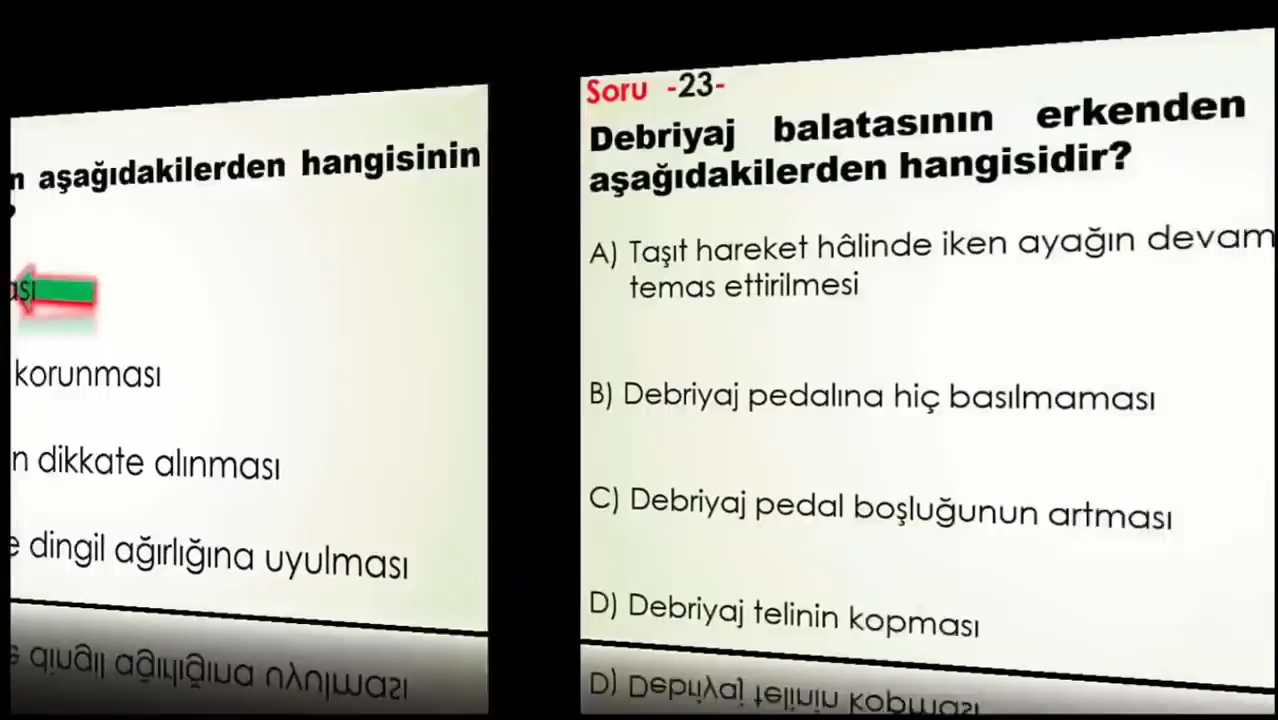 aşağıdakilerden hangisinin
?
korunması
dikkate alınması
dingil ağırlığına uyulması
Soru -23-
Debriyaj balatasının erkenden
aşağıdakilerden hangisidir?
A) Taşıt hareket hâlinde iken ayağın devam
temas ettirilmesi
B) Debriyaj pedalına hiç basılmaması
C) Debriyaj pedal boşluğunun artması
D) Debriyaj telinin kopması